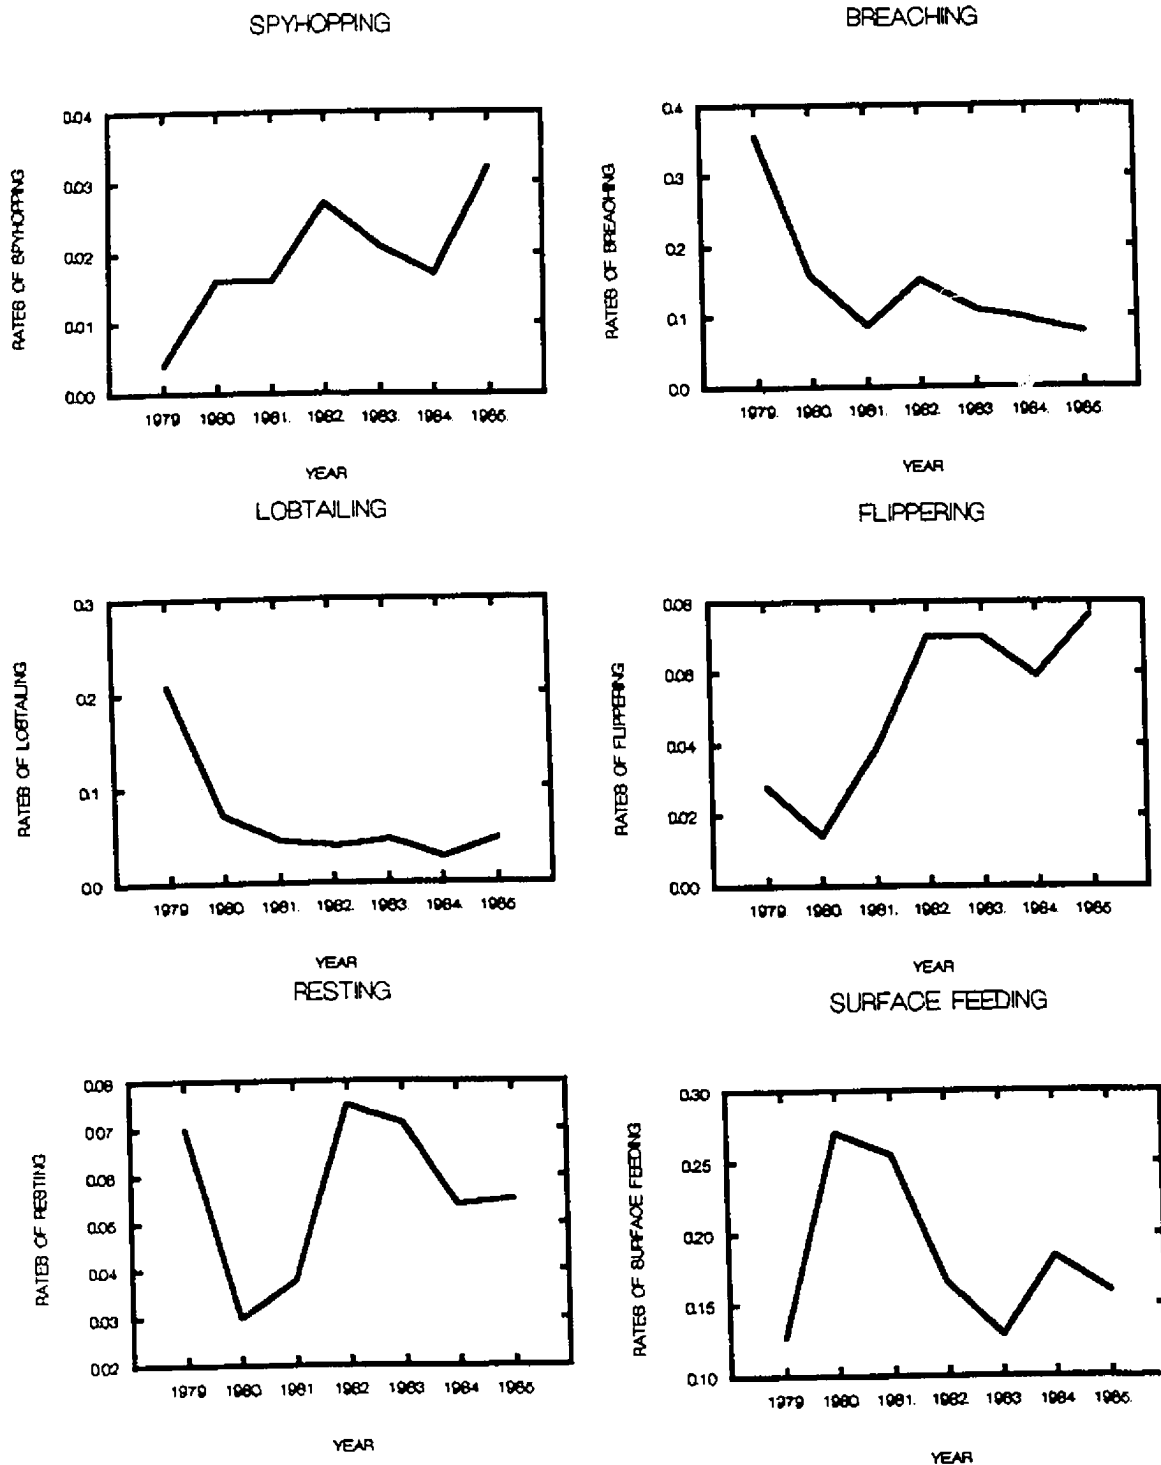 SPYHOPPING
RATES OF SPYHOPPING
0.04
0.03
0.02
0.01
0.00
1979 1980. 1981. 1982. 1983. 1984. 1985.
YEAR
BREACHING
RATES OF BREACHING
0.4
0.3
0.2
0.1
0.0
1979. 1980. 1981. 1982. 1983. 1984. 1985.
YEAR
LOBTAILING
RATES OF LOBTAILING
0.3
0.2
0.1
0.0
1979 1980. 1981. 1982. 1983. 1984. 1985
YEAR
FLIPPERING
RATES OF FLIPPERING
0.08
0.06
0.04
0.02
0.00
1979. 1980. 1981. 1982. 1983. 1984. 1985
YEAR
RESTING
RATES OF RESTING
0.08
0.07
0.06
0.05
0.04
0.03
0.02
1979 1980 1981 1982 1983 1984 1985
YEAR
SURFACE FEEDING
RATES OF SURFACE FEEDING
0.30
0.25
0.20
0.15
0.10
1979 1980. 1981. 1982. 1983. 1984. 1985.
YEAR